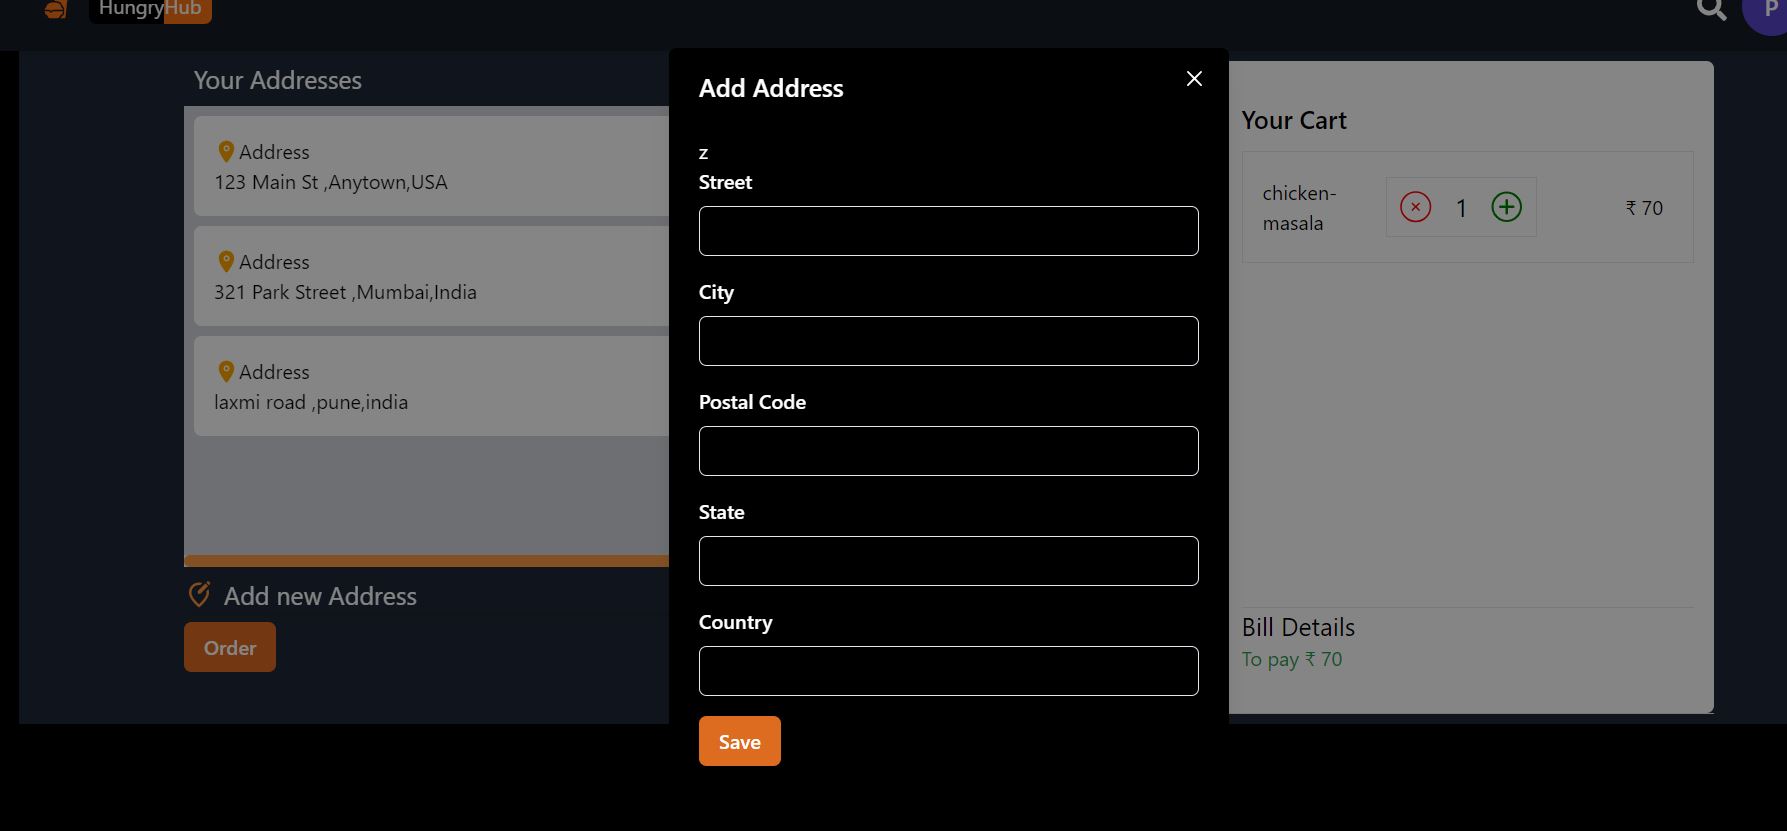 HungryHub
P
Your Addresses
Address
123 Main St ,Anytown,USA
Address
321 Park Street ,Mumbai,India
Address
laxmi road ,pune,india
Add new Address
Order
Add Address
z
Street
City
Postal Code
State
Country
Save
Your Cart
chicken-
masala
1
₹ 70
Bill Details
To pay ₹ 70